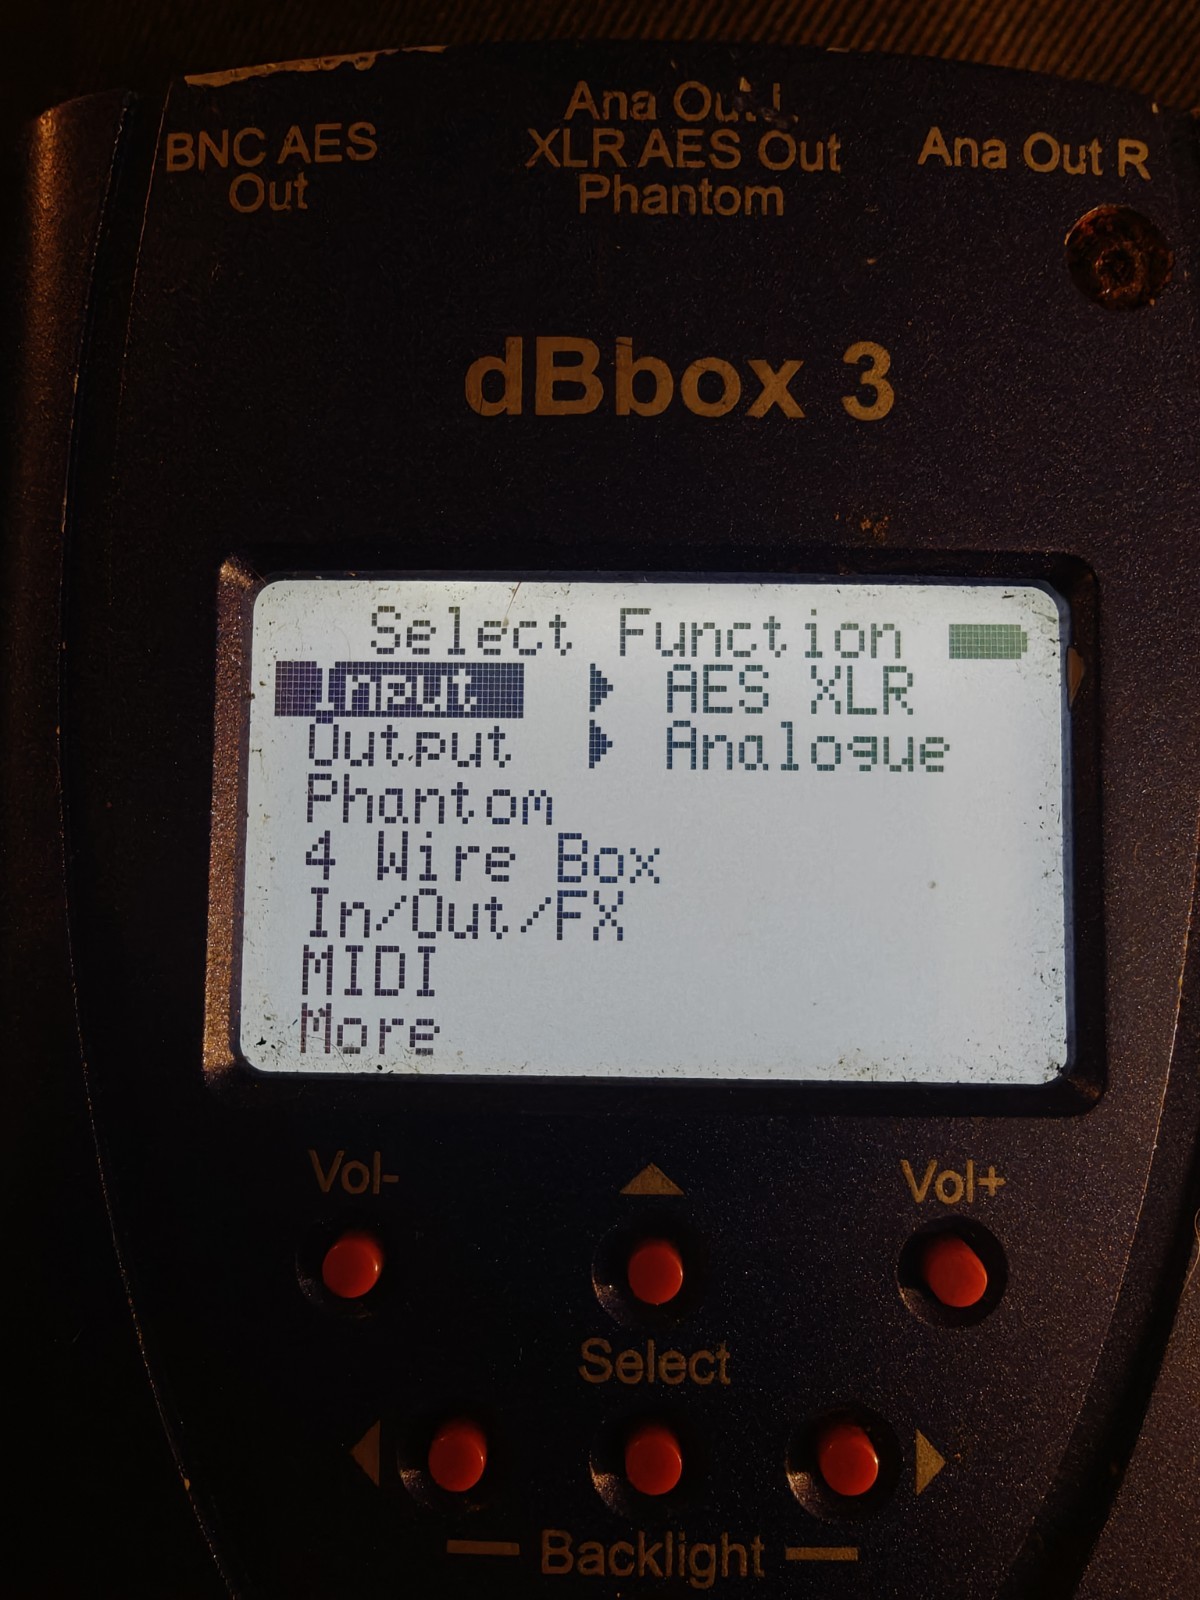 Ana Out L
BNC AES XLR AES Out Ana Out R
Out Phantom
dBbox 3
Select Function
Input AES XLR
Output Analogue
Phantom
4 Wire Box
In/Out/FX
MIDI
More
Vol- Vol+
Select
Backlight